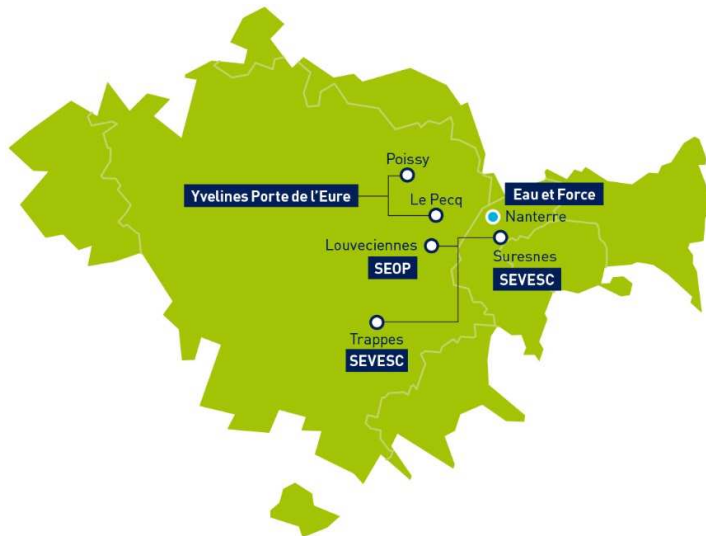 Poissy
Yvelines Porte de l'Eure
Le Pecq
Eau et Force
Nanterre
Louveciennes
SEOP
Suresnes
SEVESC
Trappes
SEVESC